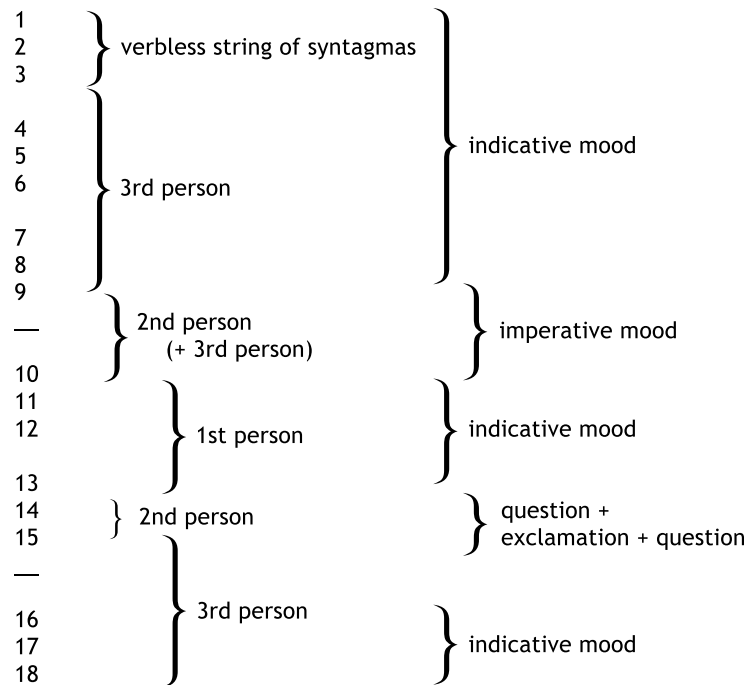 1
2 verbless string of syntagmas
3
4
5 indicative mood
6 3rd person
7
8
9
— 2nd person imperative mood
(+ 3rd person)
10
11
12 1st person indicative mood
13
14 2nd person question +
15 exclamation + question
—
16 3rd person
17 indicative mood
18